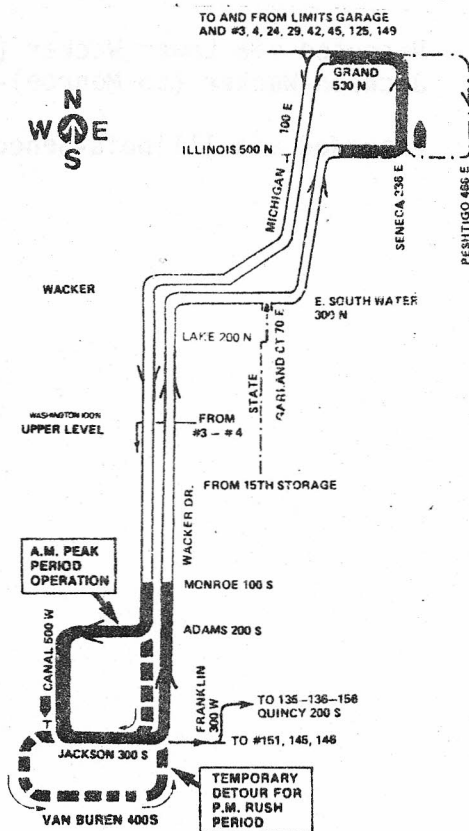 TO AND FROM LIMITS GARAGE
AND #3, 4, 24, 29, 42, 45, 125, 149
GRAND
530 N
N
W E
S
100 E
ILLINOIS 500 N
MICHIGAN
T
SENECA 236 E
PESHTIGO 466 E
WACKER
E. SOUTH WATER
300 N
LAKE 200 N
STATE
GARLAND CT 70 E
WASHINGTON 100N
UPPER LEVEL
FROM
#3 – #4
FROM 15TH STORAGE
WACKER DR.
A.M. PEAK
PERIOD
OPERATION
MONROE 100 S
ADAMS 200 S
CANAL 500 W
T
FRANKLIN
300 W
TO 135-136-156
QUINCY 200 S
JACKSON 300 S
TO #151, 145, 146
TEMPORARY
DETOUR FOR
P.M. RUSH
PERIOD
VAN BUREN 400S